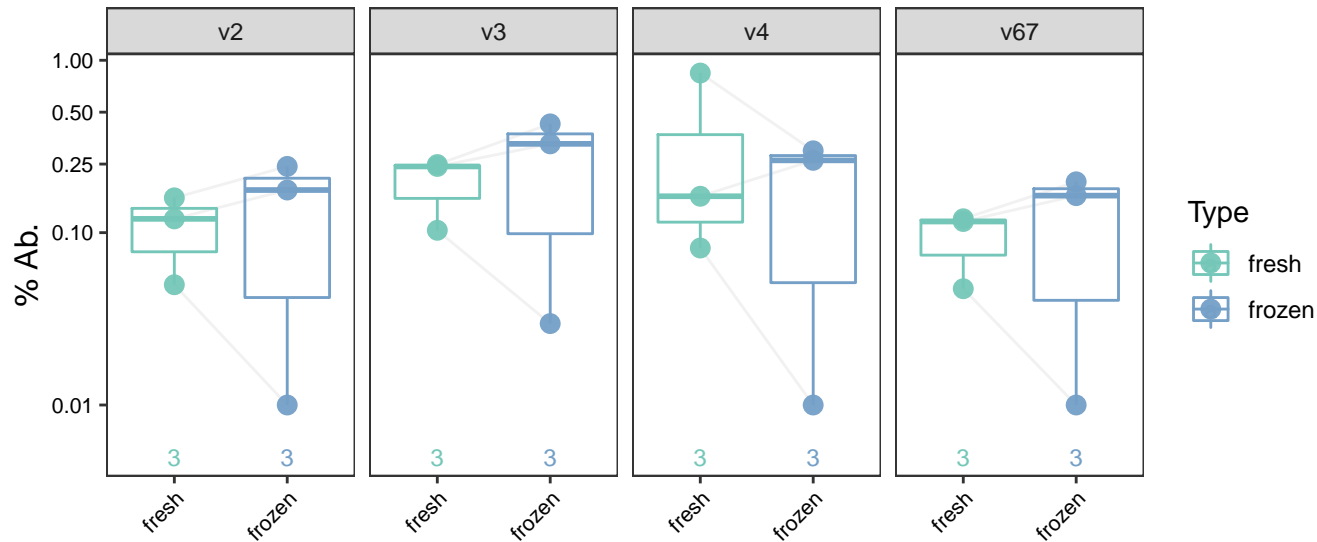 v2 v3 v4 v67
1.00
0.50
0.25
0.10
0.01
% Ab.
3 3 3 3 3 3 3 3
fresh frozen fresh frozen fresh frozen fresh frozen
Type
fresh
frozen